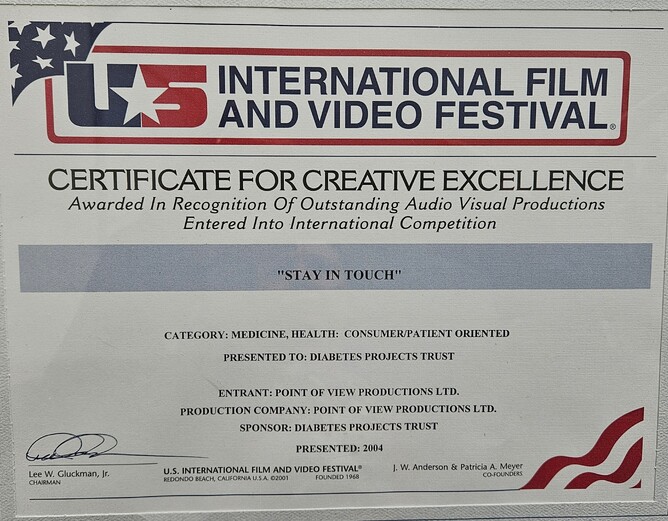 US INTERNATIONAL FILM
AND VIDEO FESTIVAL®
CERTIFICATE FOR CREATIVE EXCELLENCE
Awarded In Recognition Of Outstanding Audio Visual Productions
Entered Into International Competition
"STAY IN TOUCH"
CATEGORY: MEDICINE, HEALTH: CONSUMER/PATIENT ORIENTED
PRESENTED TO: DIABETES PROJECTS TRUST
ENTRANT: POINT OF VIEW PRODUCTIONS LTD.
PRODUCTION COMPANY: POINT OF VIEW PRODUCTIONS LTD.
SPONSOR: DIABETES PROJECTS TRUST
PRESENTED: 2004
Lee W. Gluckman, Jr.
CHAIRMAN
U.S. INTERNATIONAL FILM AND VIDEO FESTIVAL®
REDONDO BEACH, CALIFORNIA U.S.A. ©2001 FOUNDED 1968
J. W. Anderson & Patricia A. Meyer
CO-FOUNDERS